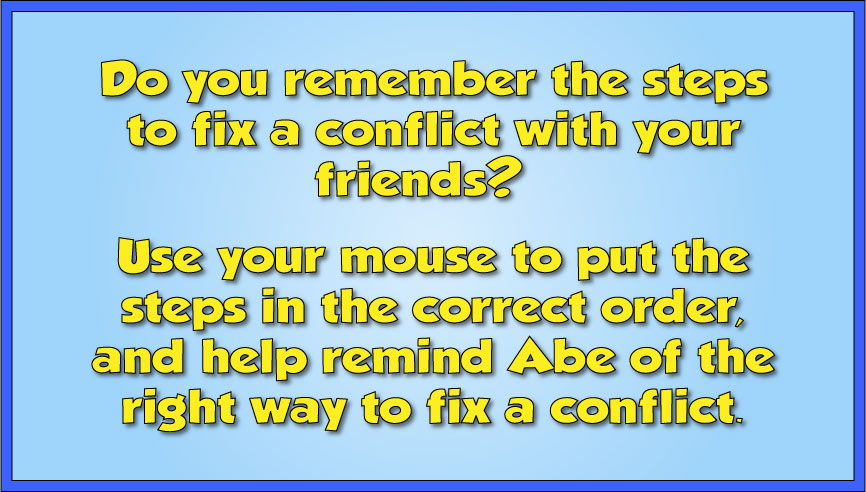 Do you remember the steps
to fix a conflict with your
friends?
Use your mouse to put the
steps in the correct order,
and help remind Abe of the
right way to fix a conflict.